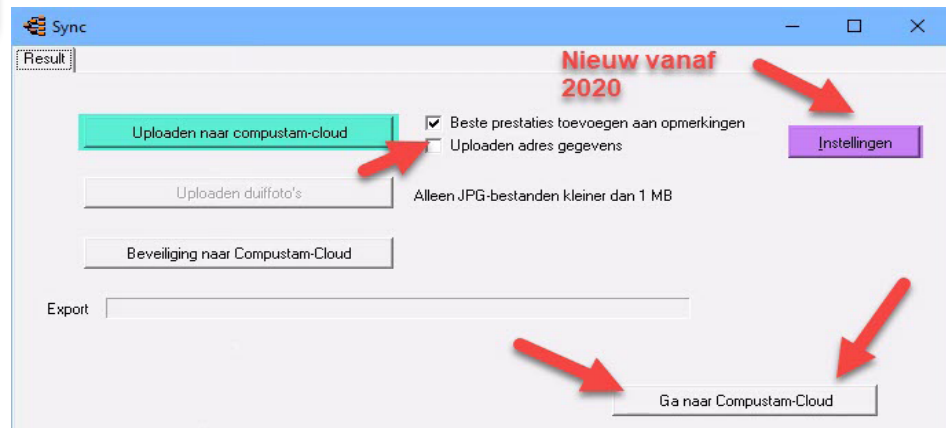 Sync
Result
Nieuw vanaf
2020
Uploaden naar compustam-cloud
Beste prestaties toevoegen aan opmerkingen
Uploaden adres gegevens
Instellingen
Uploaden duiffoto's
Alleen JPG-bestanden kleiner dan 1 MB
Beveiliging naar Compustam-Cloud
Export
Ga naar Compustam-Cloud